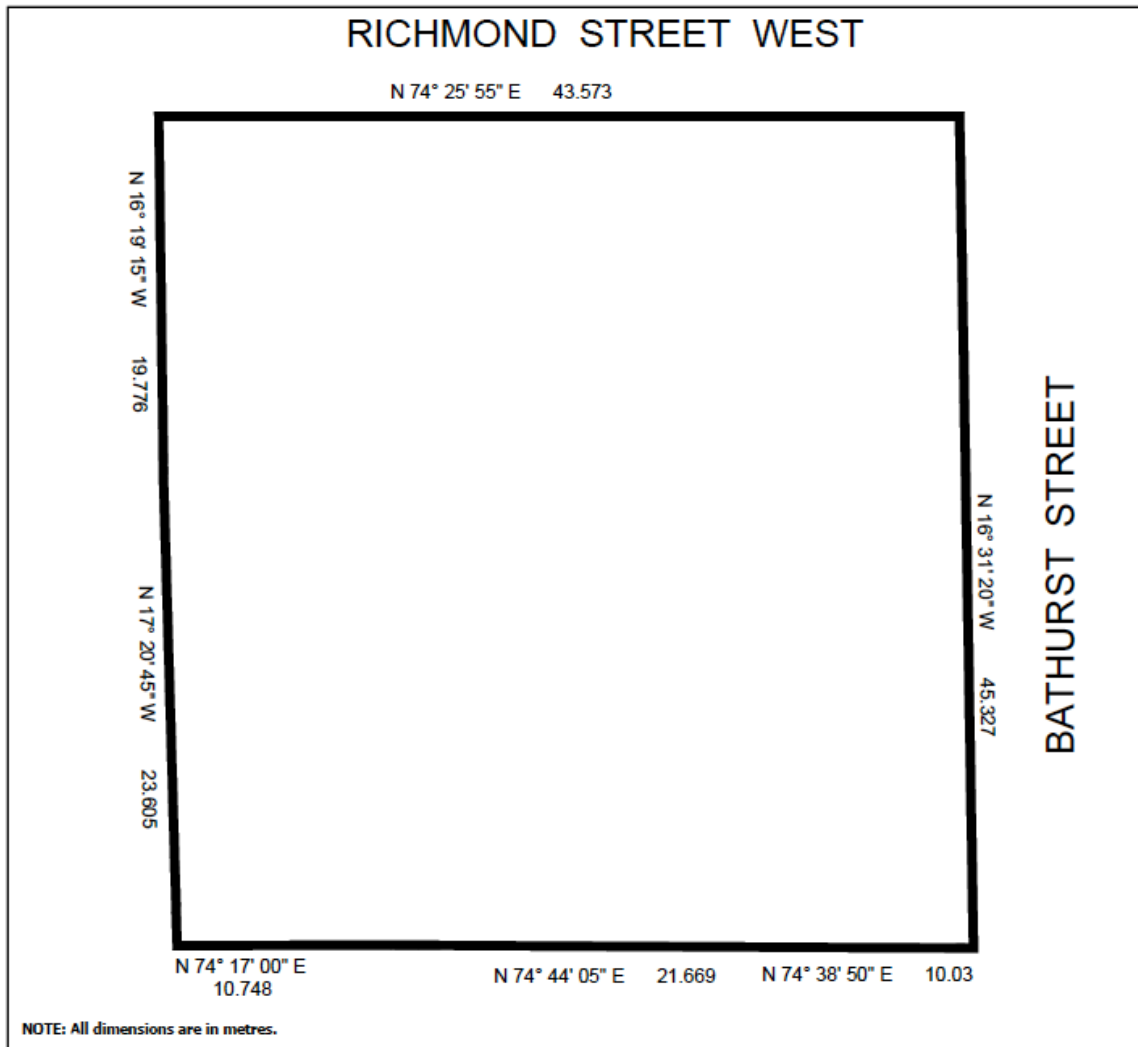 RICHMOND STREET WEST
N 74° 25' 55" E 43.573
N 16° 19' 15" W 19.776
N 17° 20' 45" W 23.605
N 16° 31' 20" W 45.327
BATHURST STREET
N 74° 17' 00" E
10.748
N 74° 44' 05" E 21.669
N 74° 38' 50" E 10.03
NOTE: All dimensions are in metres.